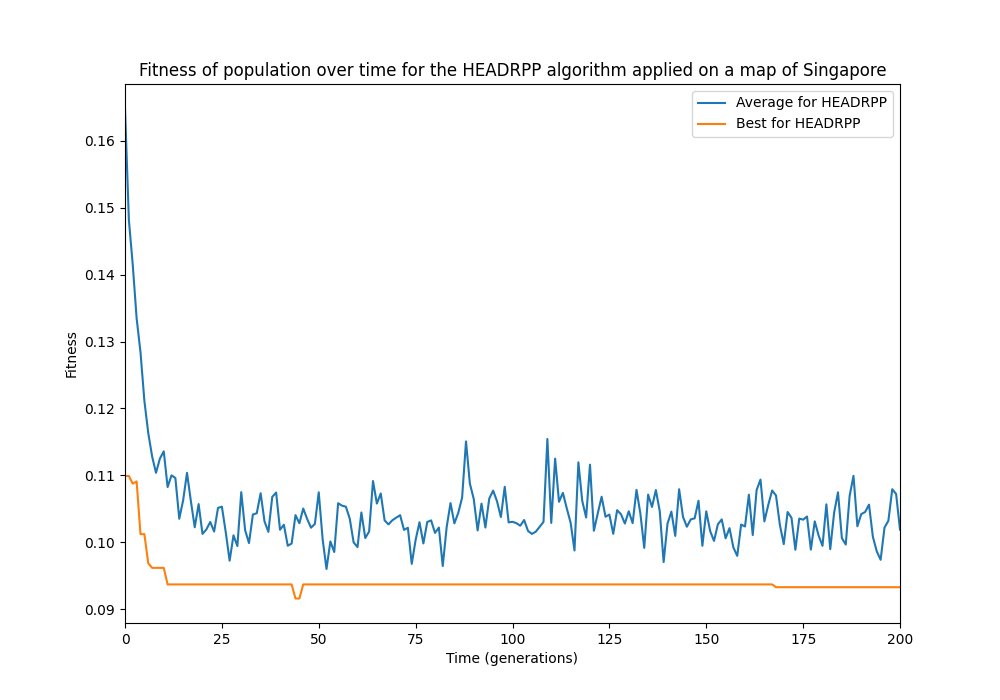 Fitness of population over time for the HEADRPP algorithm applied on a map of Singapore
Average for HEADRPP
Best for HEADRPP
Fitness
0.16
0.15
0.14
0.13
0.12
0.11
0.10
0.09
0 25 50 75 100 125 150 175 200
Time (generations)